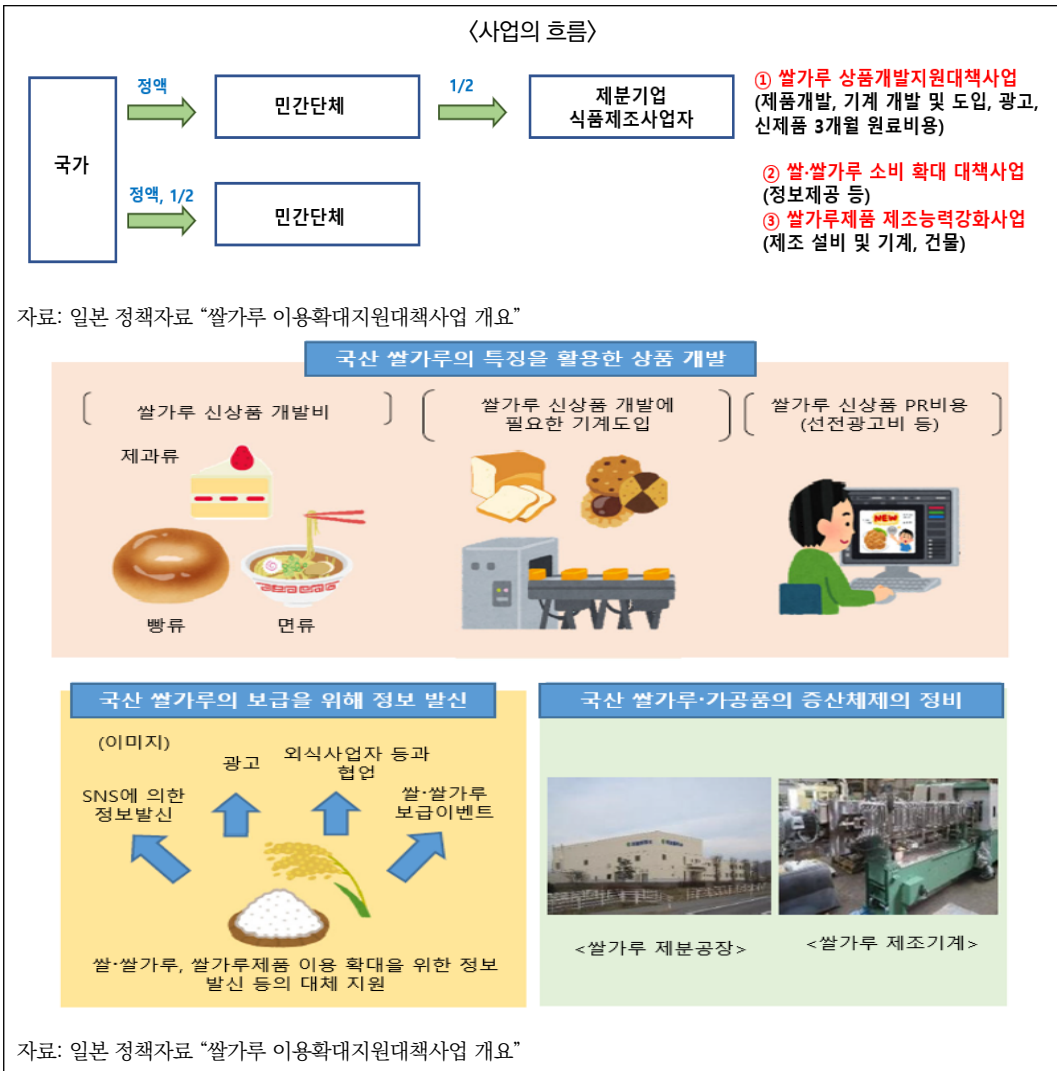 〈사업의 흐름〉
국가
정액
민간단체
1/2
제분기업
식품제조사업자
① 쌀가루 상품개발지원대책사업
(제품개발, 기계 개발 및 도입, 광고,
신제품 3개월 원료비용)
정액, 1/2
민간단체
② 쌀·쌀가루 소비 확대 대책사업
(정보제공 등)
③ 쌀가루제품 제조능력강화사업
(제조 설비 및 기계, 건물)
자료: 일본 정책자료 “쌀가루 이용확대지원대책사업 개요”
국산 쌀가루의 특징을 활용한 상품 개발
쌀가루 신상품 개발비
제과류
빵류
면류
쌀가루 신상품 개발에
필요한 기계도입
쌀가루 신상품 PR비용
(선전광고비 등)
NEW
국산 쌀가루의 보급을 위해 정보 발신
(이미지)
SNS에 의한
정보발신
광고
외식사업자 등과
협업
쌀·쌀가루
보급이벤트
쌀·쌀가루, 쌀가루제품 이용 확대을 위한 정보
발신 등의 대체 지원
국산 쌀가루·가공품의 증산체제의 정비
<쌀가루 제분공장>
<쌀가루 제조기계>
자료: 일본 정책자료 “쌀가루 이용확대지원대책사업 개요”